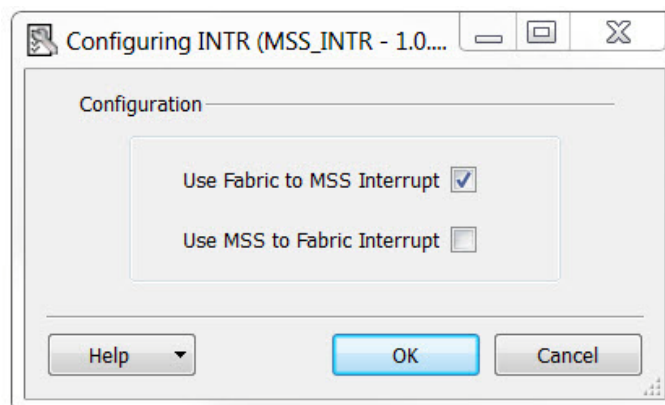 Configuring INTR (MSS_INTR - 1.0....
Configuration
Use Fabric to MSS Interrupt
Use MSS to Fabric Interrupt
Help
OK
Cancel